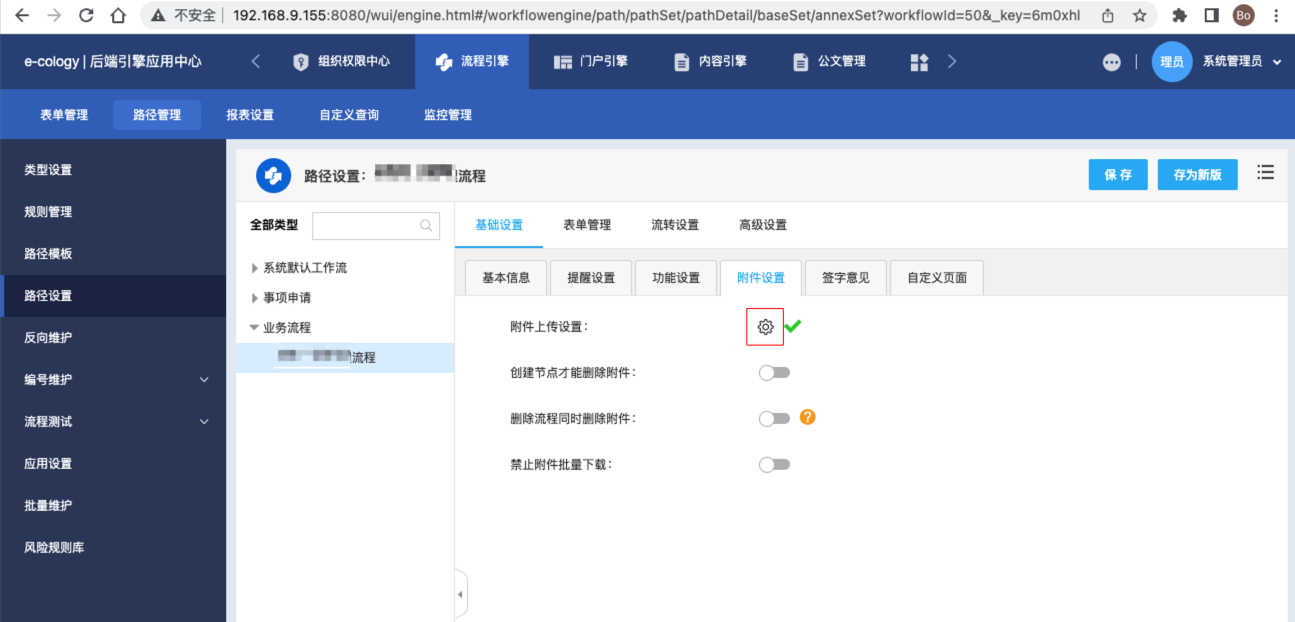 不安全 192.168.9.155:8080/wui/engine.html#/workflowengine/path/pathSet/pathDetail/baseSet/annexSet?workflowId=50&_key=6m0xhl Bo
e-cology | 后端引擎应用中心 组织权限中心 流程引擎 门户引擎 内容引擎 公文管理 理员 系统管理员
表单管理 路径管理 报表设置 自定义查询 监控管理
类型设置
规则管理
路径模板
路径设置
反向维护
编号维护
流程测试
应用设置
批量维护
风险规则库
路径设置： 流程 保存 存为新版
全部类型
系统默认工作流
事项申请
业务流程
流程
基础设置 表单管理 流转设置 高级设置
基本信息 提醒设置 功能设置 附件设置 签字意见 自定义页面
附件上传设置：
创建节点才能删除附件：
删除流程同时删除附件： ?
禁止附件批量下载：